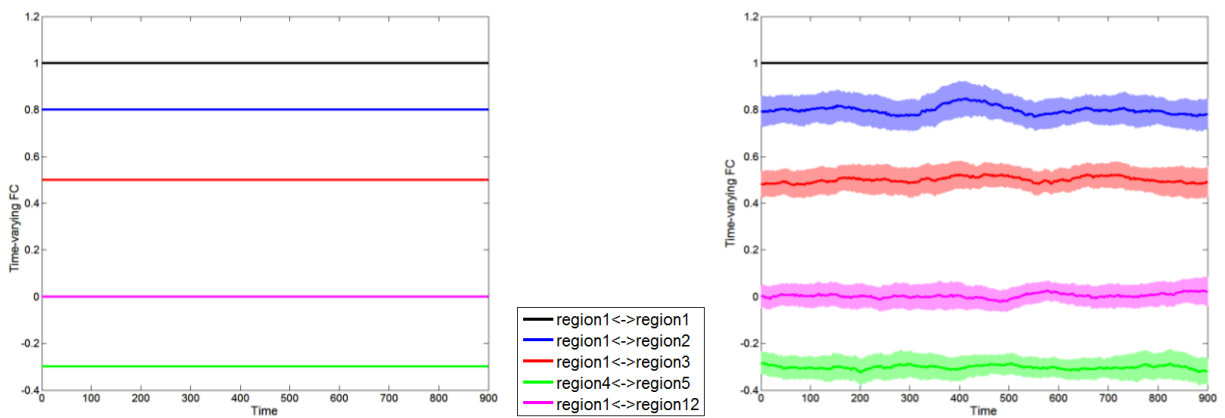 1.2
1
0.8
0.6
0.4
0.2
0
-0.2
-0.4
Time-varying FC
0 100 200 300 400 500 600 700 800 900
Time
region1<->region1
region1<->region2
region1<->region3
region4<->region5
region1<->region12
1.2
1
0.8
0.6
0.4
0.2
0
-0.2
-0.4
Time-varying FC
0 100 200 300 400 500 600 700 800 900
Time